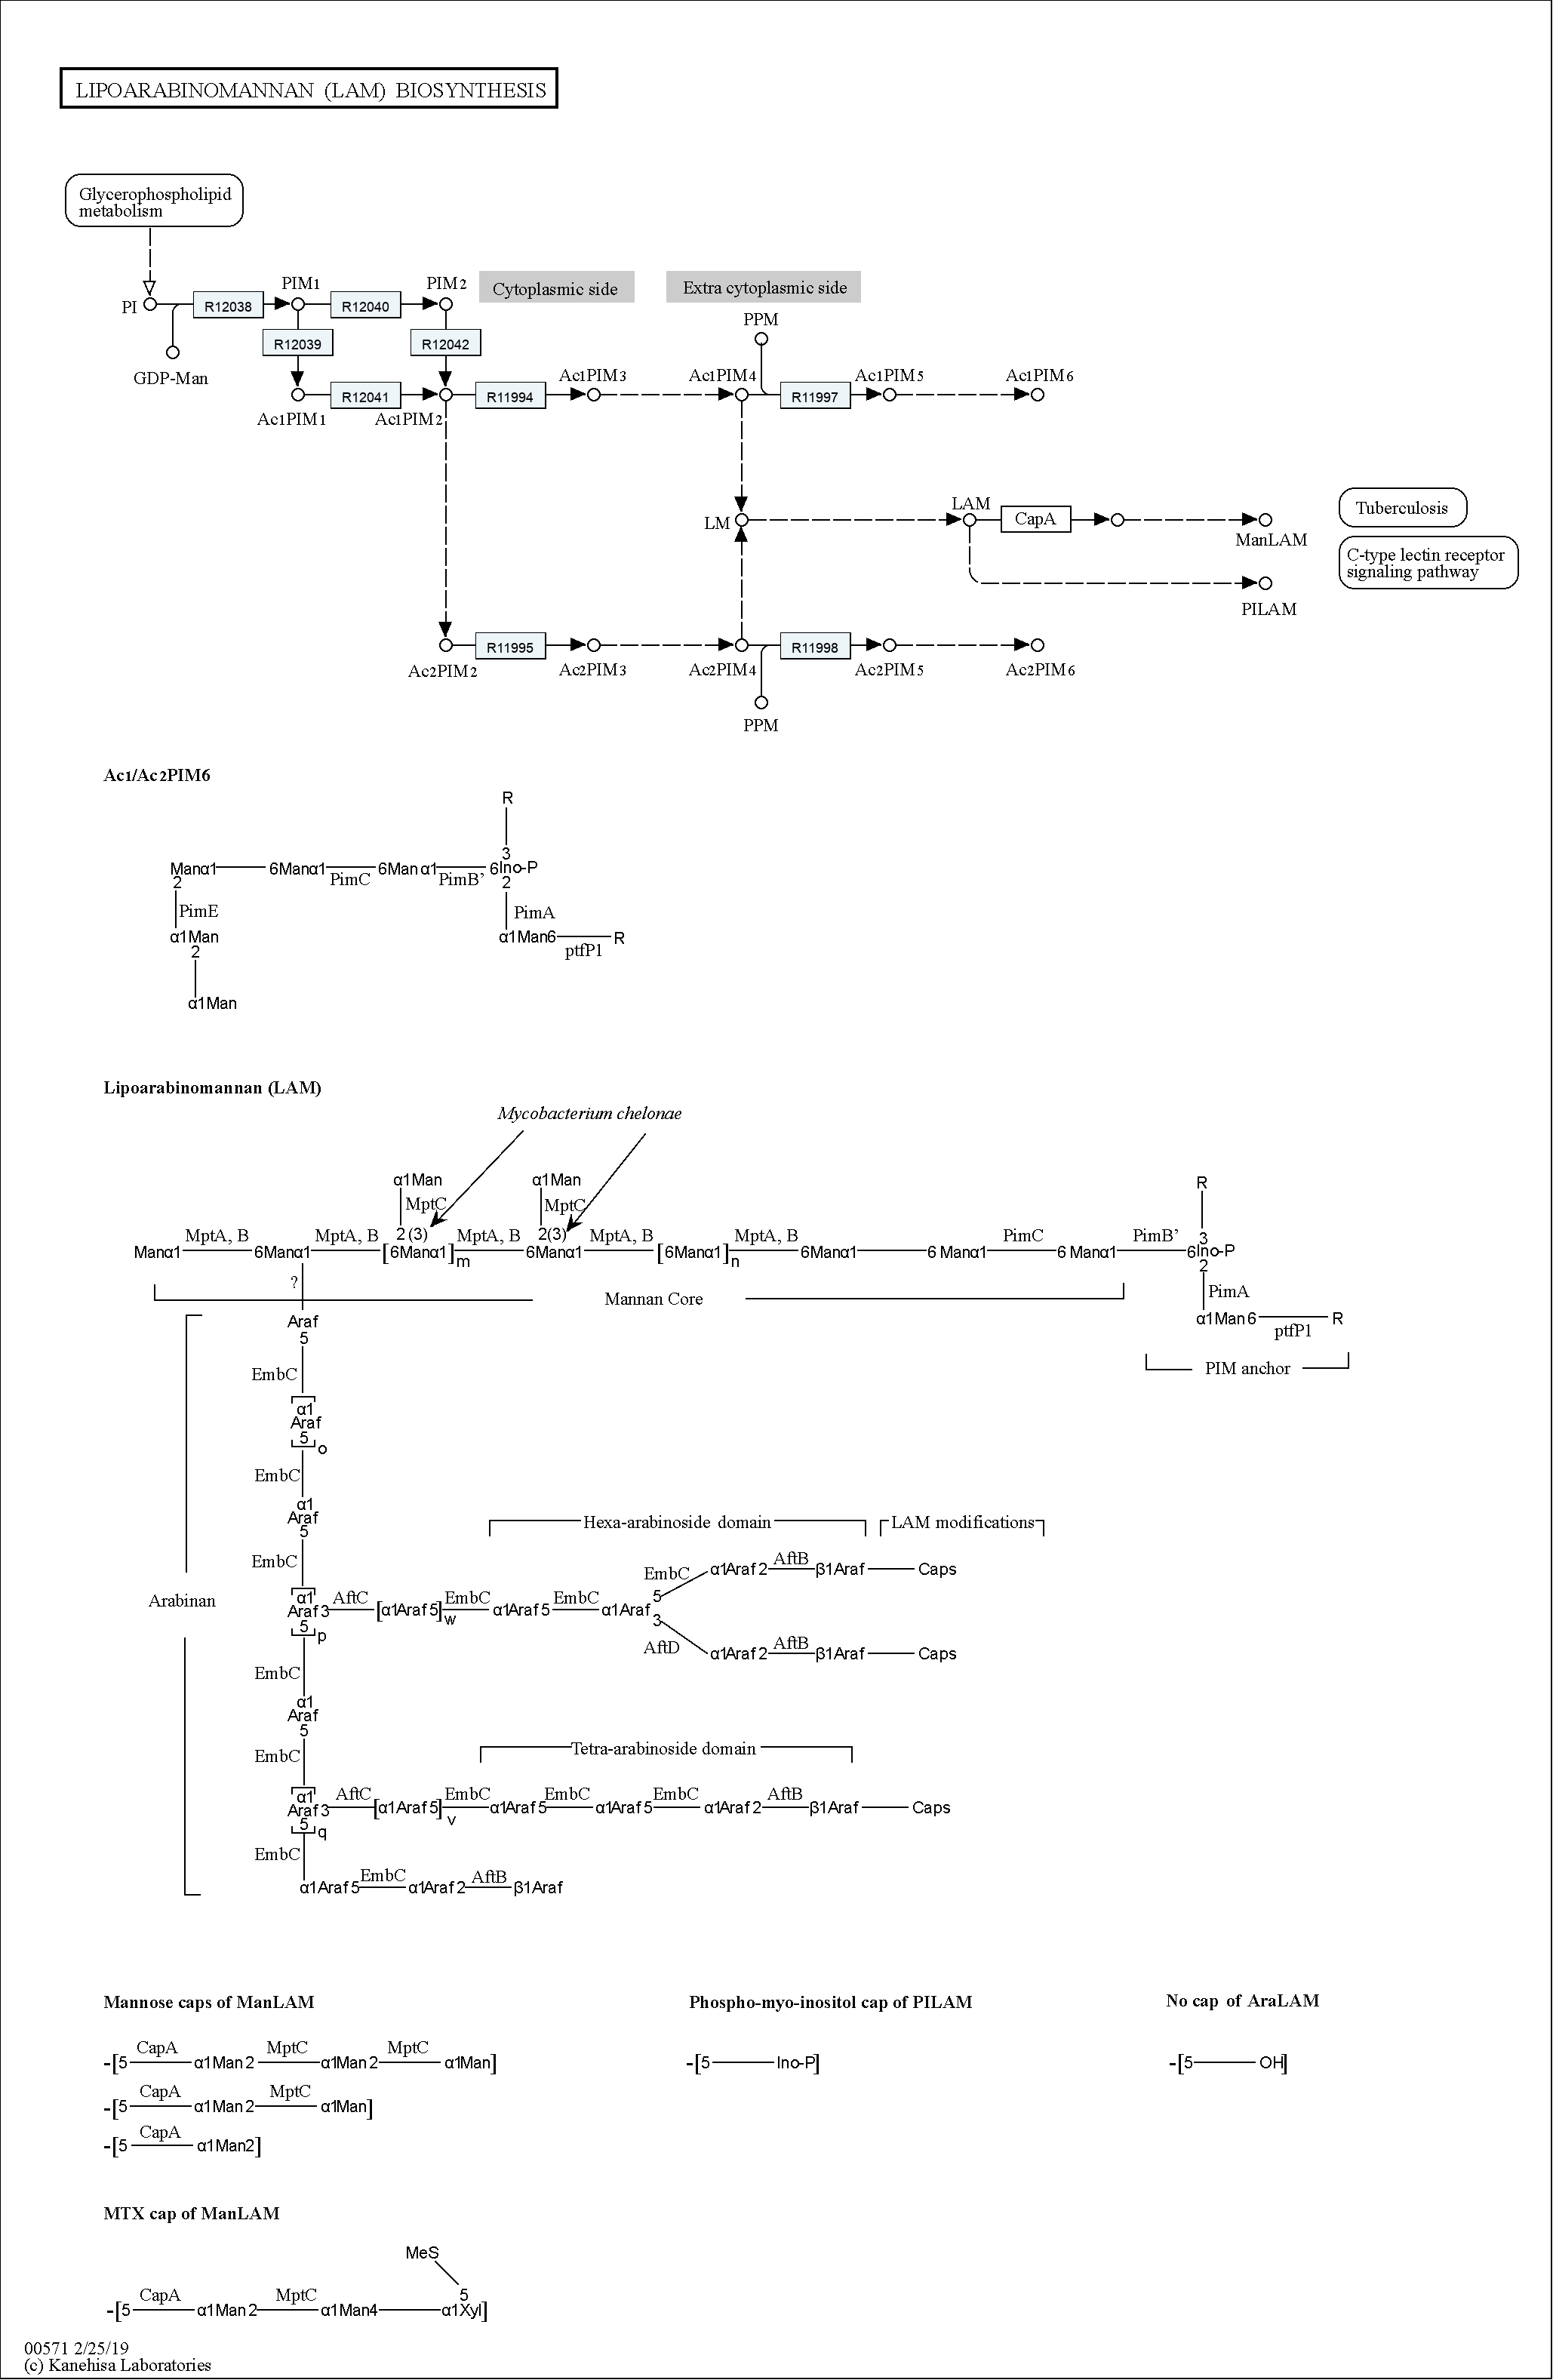 LIPOARABINOMANNAN (LAM) BIOSYNTHESIS
Glycerophospholipid
metabolism
PIM1 PIM2 Cytoplasmic side Extra cytoplasmic side
PI R12038 R12040
PPM
R12039 R12042
GDP-Man Ac1PIM3 Ac1PIM4 Ac1PIM5 Ac1PIM6
R12041 R11994 R11997
Ac1PIM1 Ac1PIM2
LAM Tuberculosis
LM CapA
ManLAM
C-type lectin receptor
signaling pathway
PILAM
R11995 R11998
Ac2PIM2 Ac2PIM3 Ac2PIM4 Ac2PIM5 Ac2PIM6
PPM
Ac1/Ac2PIM6
R
3
Manα1 6Manα1 6Man α1 6Ino-P
PimC PimB’
2 2
PimE PimA
α1Man α1Man6 R
2 ptfP1
α1Man
Lipoarabinomannan (LAM)
Mycobacterium chelonae
α1Man α1Man R
MptC MptC
MptA, B MptA, B 2 (3) MptA, B 2(3) MptA, B MptA, B PimC PimB’ 3
Manα1 6Manα1 [6Manα1]m 6Manα1 [6Manα1]n 6Manα1 6 Manα1 6 Manα1 6Ino-P
2
? PimA
Mannan Core
Araf α1Man 6 R
5 ptfP1
EmbC PIM anchor
α1
Araf
5 o
EmbC
α1
Araf
5
Hexa-arabinoside domain LAM modifications
EmbC AftB
α1Araf 2 β1Araf Caps
EmbC
α1 AftC EmbC EmbC 5
Arabinan Araf 3 [α1Araf 5]w α1Araf 5 α1Araf
3
5 p
AftD AftB
α1Araf 2 β1Araf Caps
EmbC
α1
Araf
5
EmbC Tetra-arabinoside domain
α1 AftC EmbC EmbC EmbC AftB
Araf 3 [α1Araf 5]v α1Araf 5 α1Araf 5 α1Araf 2 β1Araf Caps
5 q
EmbC
EmbC AftB
α1Araf 5 α1Araf 2 β1Araf
Mannose caps of ManLAM Phospho-myo-inositol cap of PILAM No cap of AraLAM
CapA MptC MptC
-[5 α1Man 2 α1Man 2 α1Man] -[5 Ino-P] -[5 OH]
CapA MptC
-[5 α1Man 2 α1Man]
CapA
-[5 α1Man2]
MTX cap of ManLAM
MeS
CapA MptC 5
-[5 α1Man 2 α1Man4 α1Xyl]
00571 2/25/19
(c) Kanehisa Laboratories